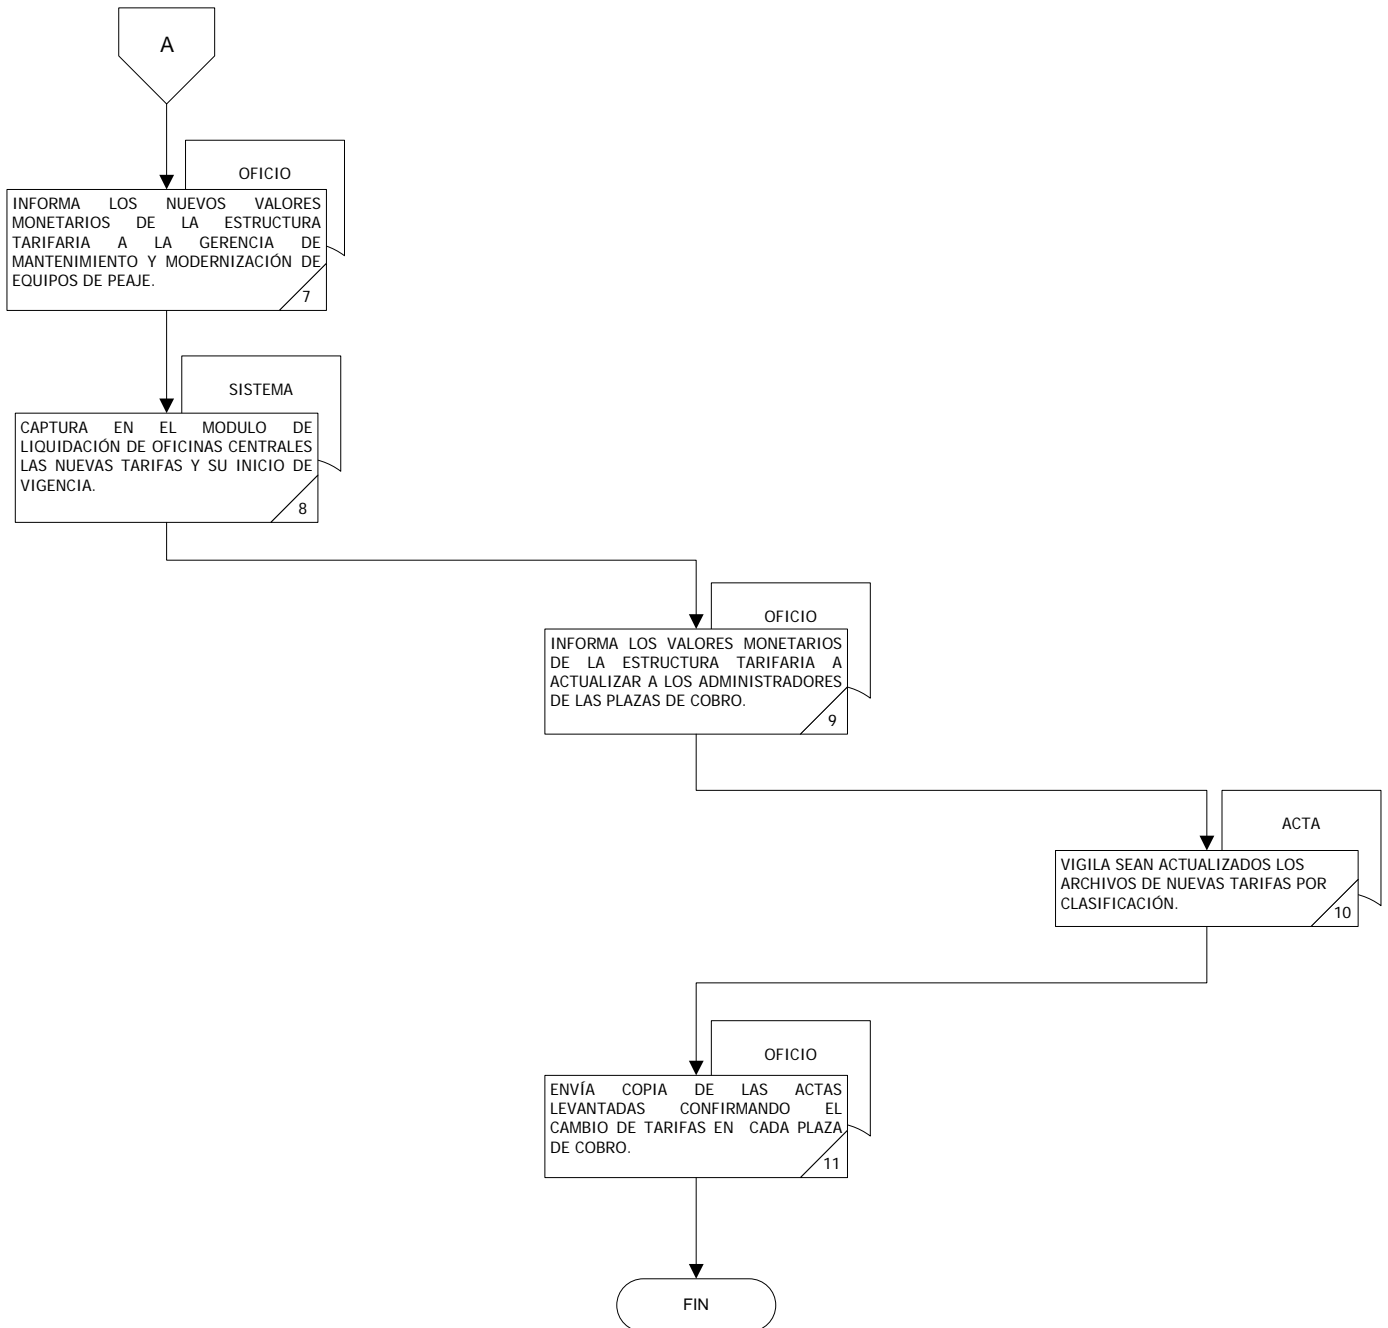 A
OFICIO
INFORMA LOS NUEVOS VALORES
MONETARIOS DE LA ESTRUCTURA
TARIFARIA A LA GERENCIA DE
MANTENIMIENTO Y MODERNIZACIÓN DE
EQUIPOS DE PEAJE.
7
SISTEMA
CAPTURA EN EL MODULO DE
LIQUIDACIÓN DE OFICINAS CENTRALES
LAS NUEVAS TARIFAS Y SU INICIO DE
VIGENCIA.
8
OFICIO
INFORMA LOS VALORES MONETARIOS
DE LA ESTRUCTURA TARIFARIA A
ACTUALIZAR A LOS ADMINISTRADORES
DE LAS PLAZAS DE COBRO.
9
ACTA
VIGILA SEAN ACTUALIZADOS LOS
ARCHIVOS DE NUEVAS TARIFAS POR
CLASIFICACIÓN.
10
OFICIO
ENVÍA COPIA DE LAS ACTAS
LEVANTADAS CONFIRMANDO EL
CAMBIO DE TARIFAS EN CADA PLAZA
DE COBRO.
11
FIN